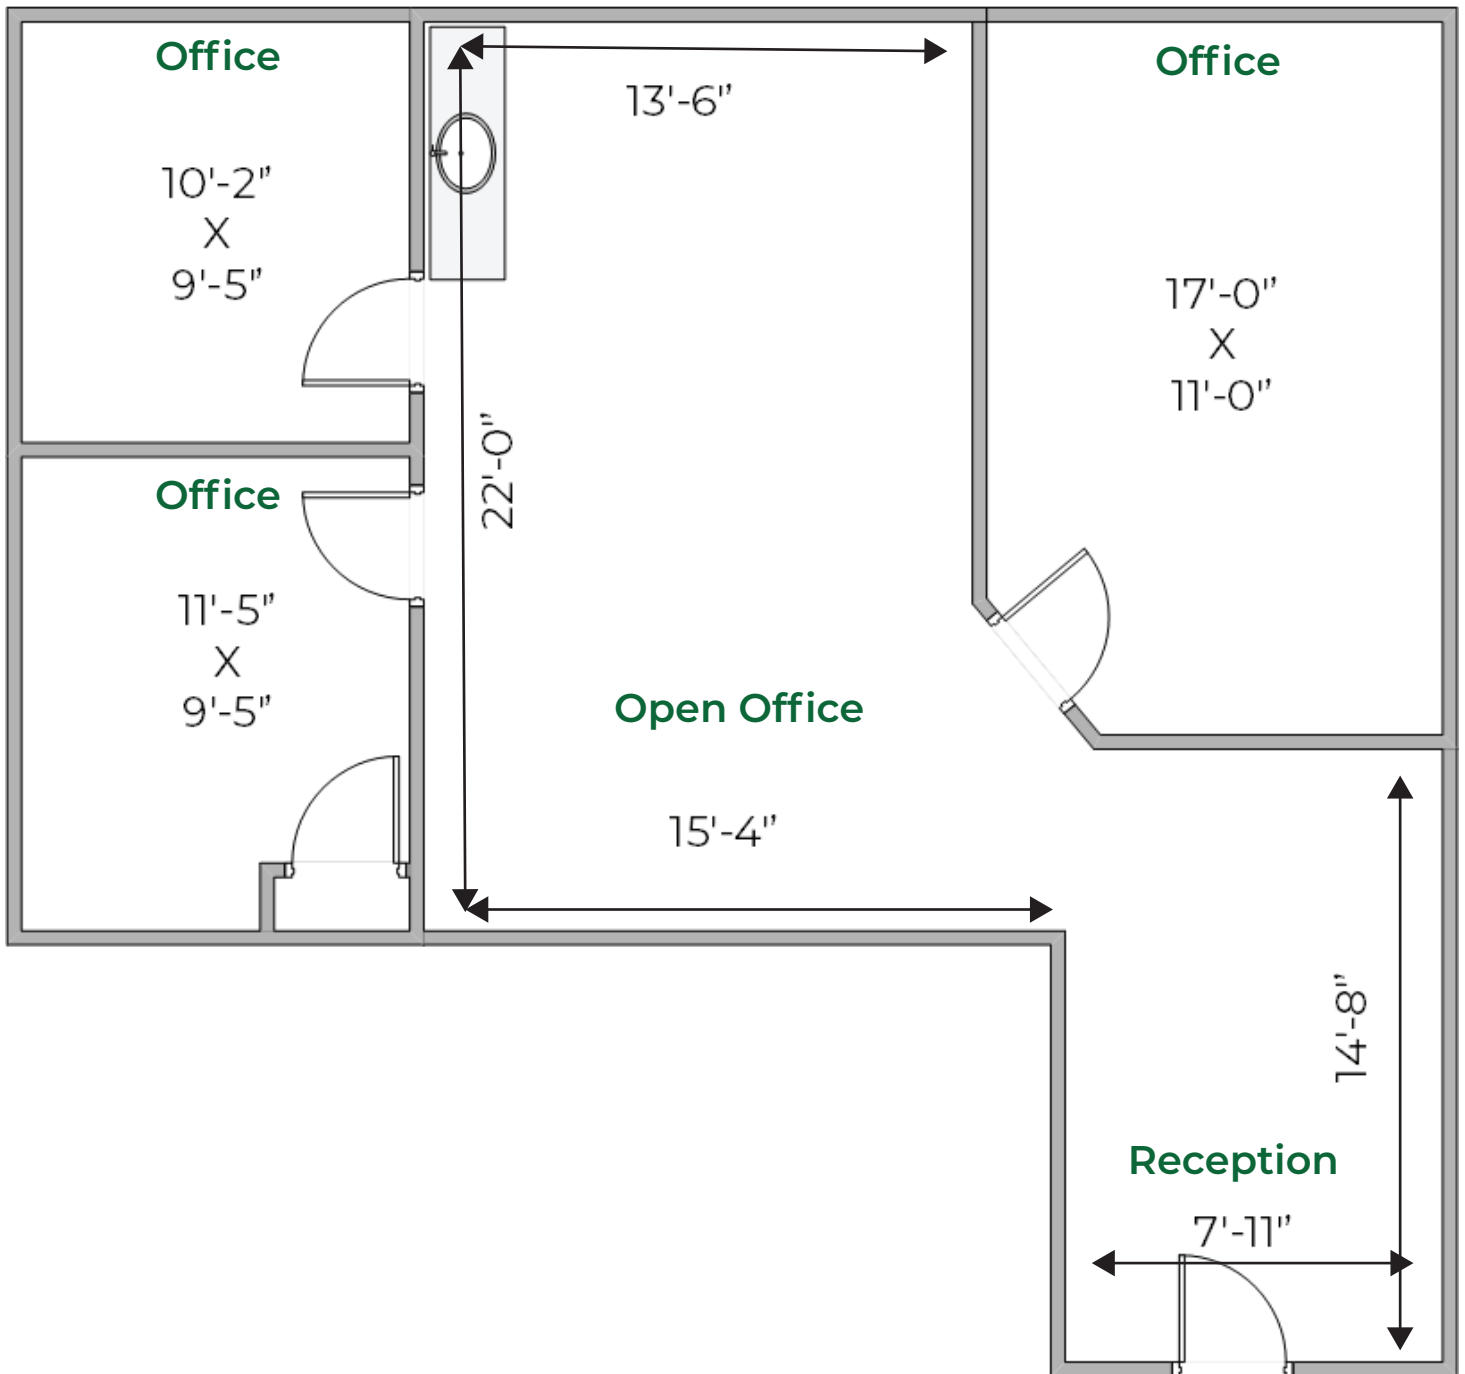 Office
10'-2"
X
9'-5"
13'-6"
Office
17'-0"
X
11'-0"
22'-0"
Office
11'-5"
X
9'-5"
Open Office
15'-4"
14'-8"
Reception
7'-11"